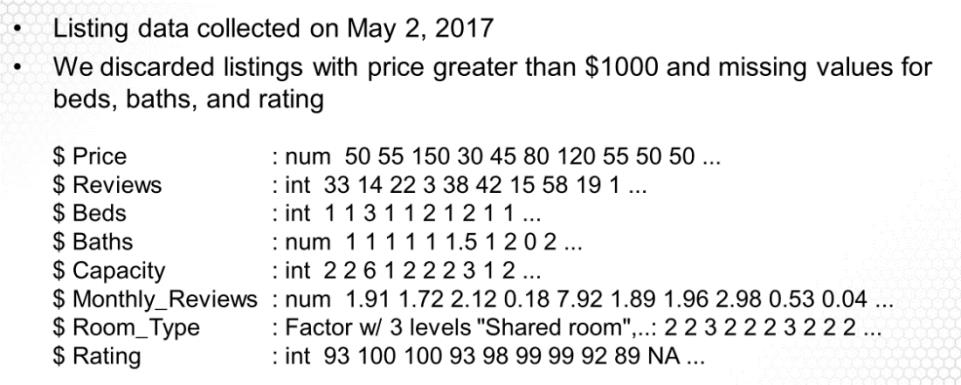 • Listing data collected on May 2, 2017
• We discarded listings with price greater than $1000 and missing values for
beds, baths, and rating
$ Price : num 50 55 150 30 45 80 120 55 50 50 ...
$ Reviews : int 33 14 22 3 38 42 15 58 19 1 ...
$ Beds : int 1 1 3 1 1 2 1 2 1 1 ...
$ Baths : num 1 1 1 1 1 1.5 1 2 0 2 ...
$ Capacity : int 2 2 6 1 2 2 2 3 1 2 ...
$ Monthly_Reviews : num 1.91 1.72 2.12 0.18 7.92 1.89 1.96 2.98 0.53 0.04 ...
$ Room_Type : Factor w/ 3 levels "Shared room",..: 2 2 3 2 2 2 3 2 2 2 ...
$ Rating : int 93 100 100 93 98 99 99 92 89 NA ...